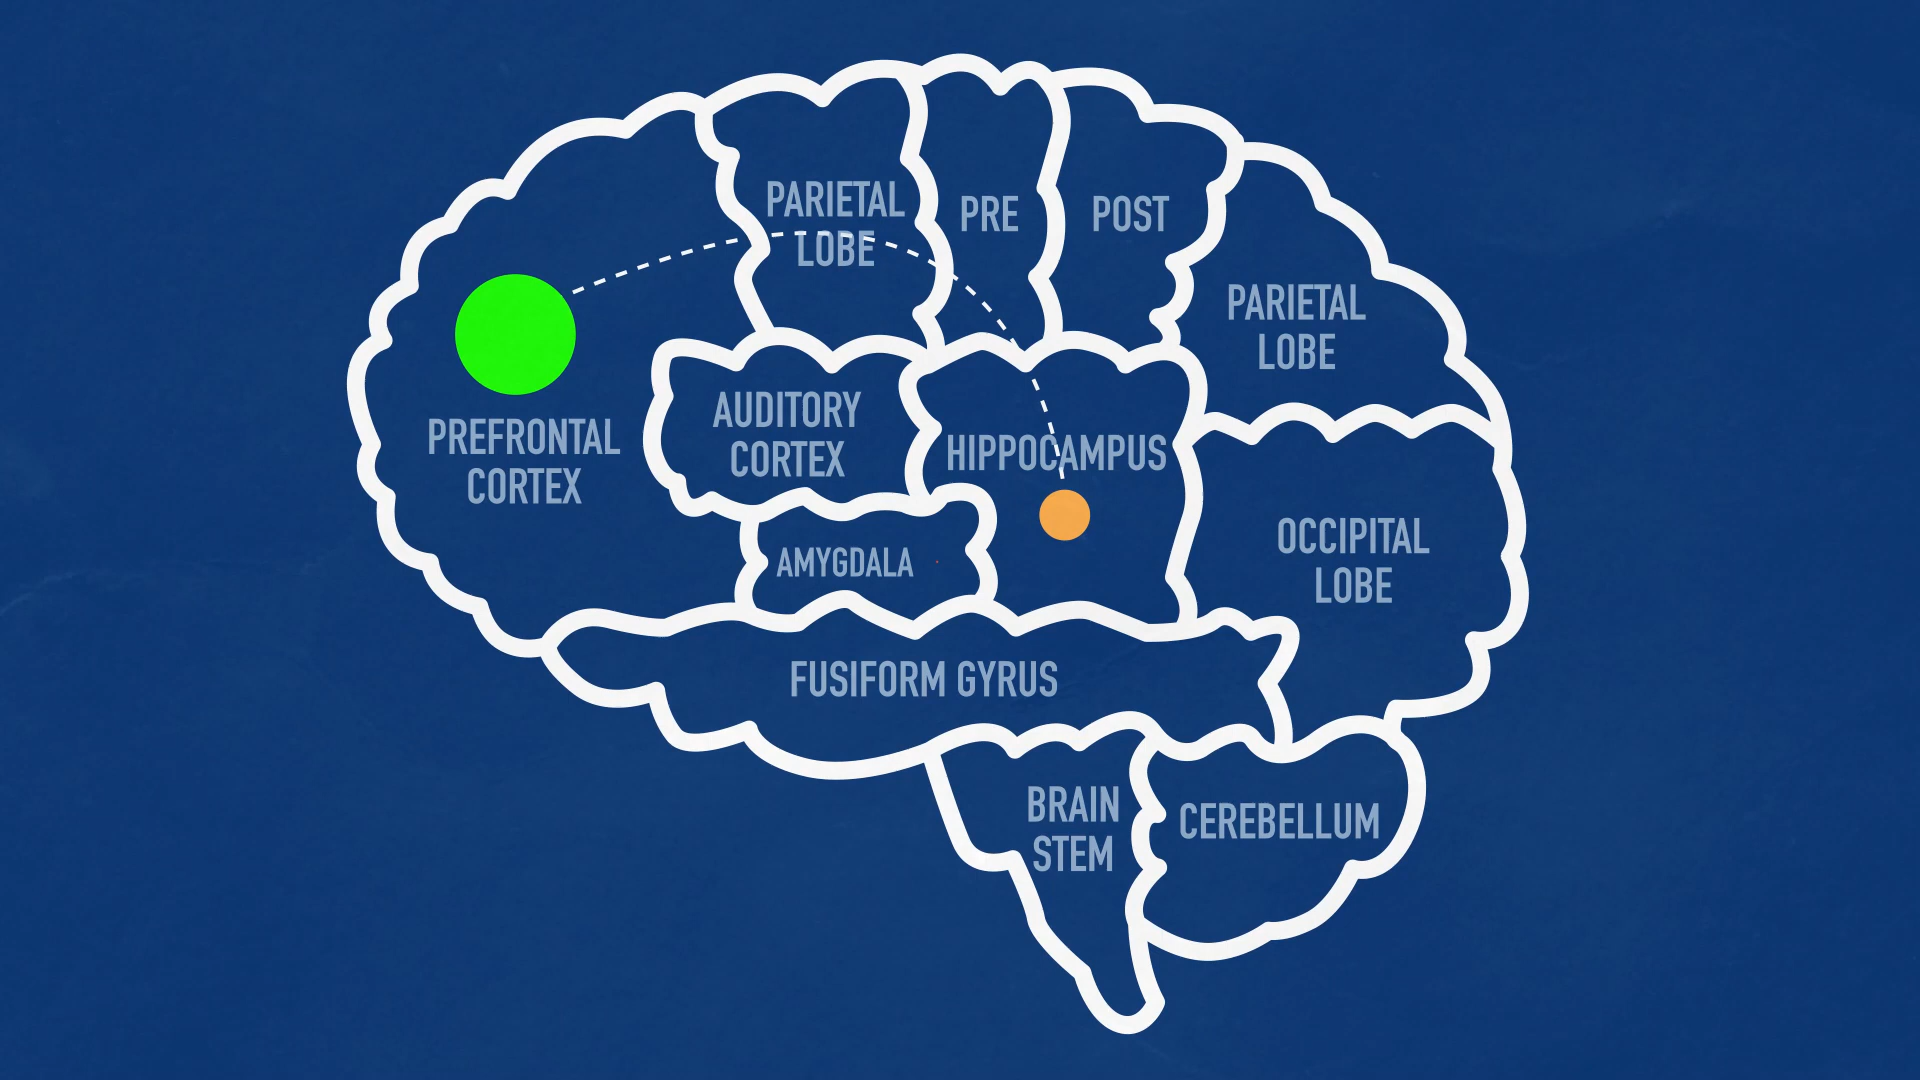 PARIETAL
LOBE
PRE
POST
PARIETAL
LOBE
PREFRONTAL
CORTEX
AUDITORY
CORTEX
HIPPOCAMPUS
AMYGDALA
OCCIPITAL
LOBE
FUSIFORM GYRUS
BRAIN
STEM
CEREBELLUM